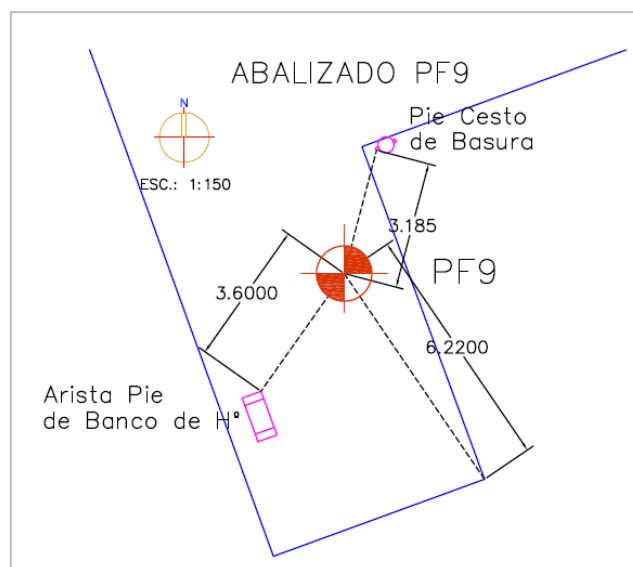 ABALIZADO PF9
N
ESC.: 1:150
Pie Cesto
de Basura
3.185
PF9
3.6000
6.2200
Arista Pie
de Banco de Hº